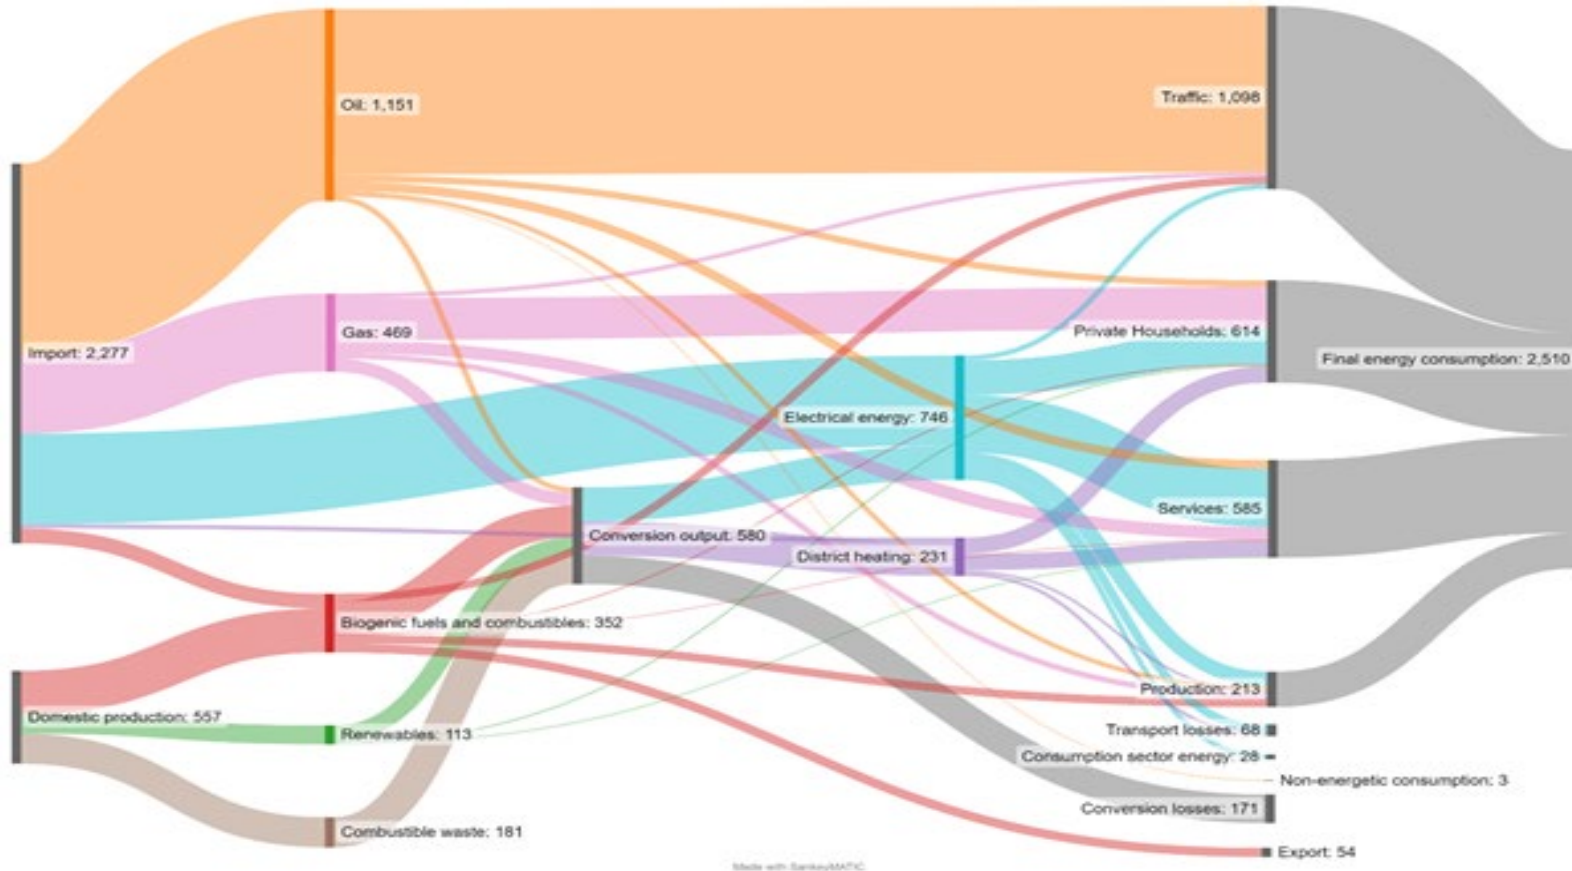 Oil: 1,151
Traffic: 1,098
Gas: 469
Private Households: 614
Import: 2,277
Final energy consumption: 2,510
Electrical energy: 746
Services: 585
Conversion output: 580
District heating: 231
Biogenic fuels and combustibles: 352
Production: 213
Domestic production: 557
Renewables: 113
Transport losses: 68
Consumption sector energy: 28
Non-energetic consumption: 3
Conversion losses: 171
Combustible waste: 181
Export: 54
Made with SankeyMATIC